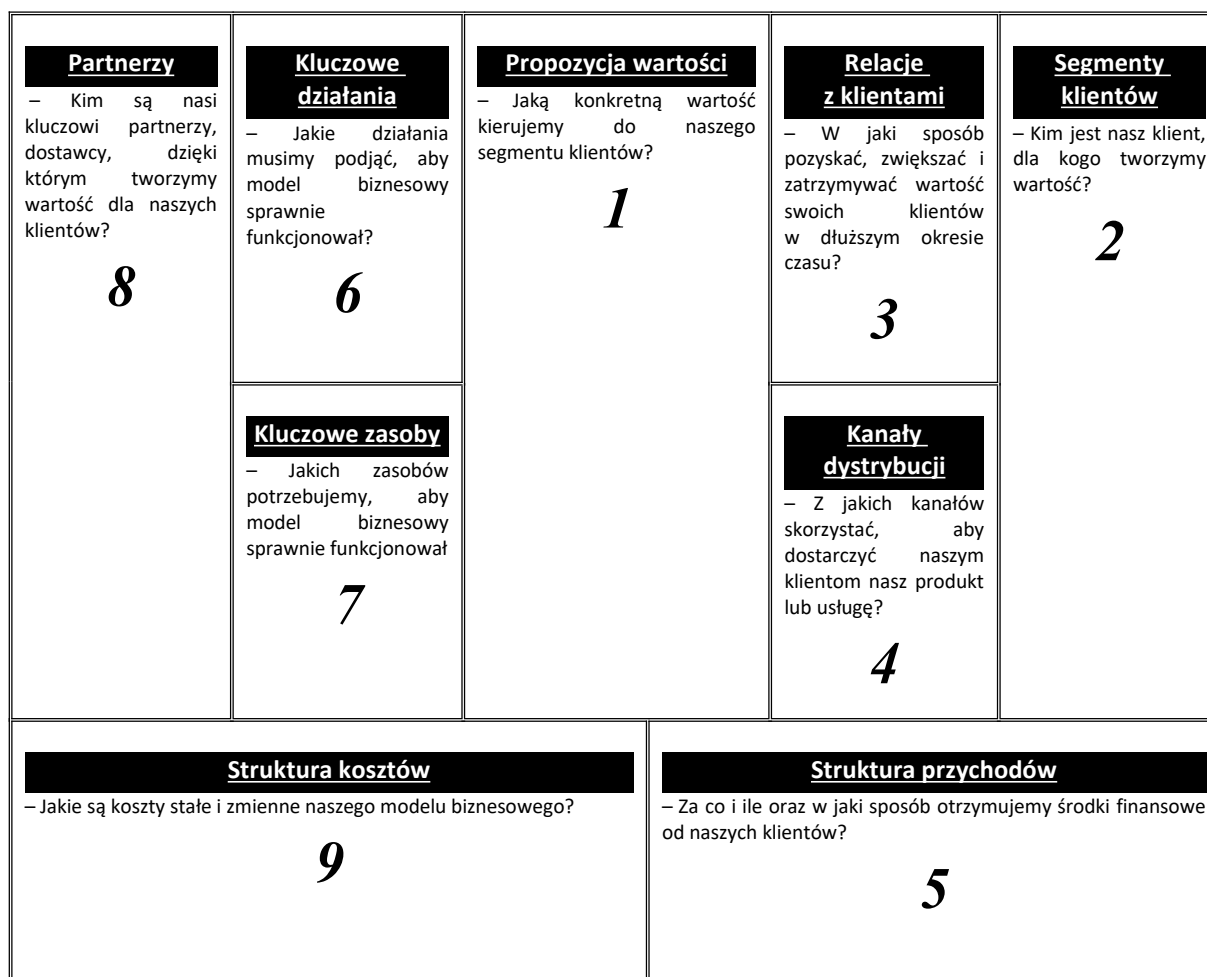 Partnerzy
– Kim są nasi
kluczowi partnerzy,
dostawcy, dzięki
którym tworzymy
wartość dla naszych
klientów?
8
Kluczowe
działania
– Jakie działania
musimy podjąć, aby
model biznesowy
sprawnie
funkcjonował?
6
Kluczowe zasoby
– Jakich zasobów
potrzebujemy, aby
model biznesowy
sprawnie funkcjonował
7
Propozycja wartości
– Jaką konkretną wartość
kierujemy do naszego
segmentu klientów?
1
Relacje
z klientami
– W jaki sposób
pozyskać, zwiększać i
zatrzymywać wartość
swoich klientów
w dłuższym okresie
czasu?
3
Kanały
dystrybucji
– Z jakich kanałów
skorzystać, aby
dostarczyć naszym
klientom nasz produkt
lub usługę?
4
Segmenty
klientów
– Kim jest nasz klient,
dla kogo tworzymy
wartość?
2
Struktura kosztów
– Jakie są koszty stałe i zmienne naszego modelu biznesowego?
9
Struktura przychodów
– Za co i ile oraz w jaki sposób otrzymujemy środki finansowe
od naszych klientów?
5